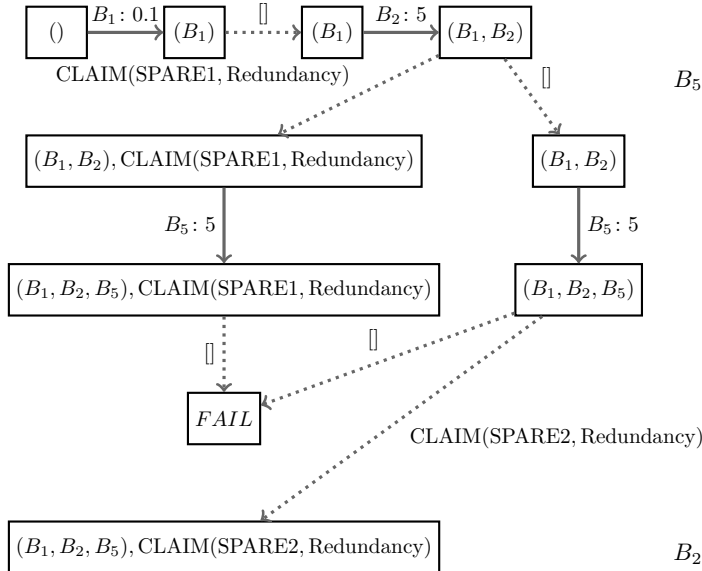 ()
B₁: 0.1
(B₁)
[]
(B₁)
B₂: 5
(B₁, B₂)
CLAIM(SPARE1, Redundancy)
[]
B₅
(B₁, B₂), CLAIM(SPARE1, Redundancy)
(B₁, B₂)
B₅: 5
B₅: 5
(B₁, B₂, B₅), CLAIM(SPARE1, Redundancy)
(B₁, B₂, B₅)
[]
[]
FAIL
CLAIM(SPARE2, Redundancy)
(B₁, B₂, B₅), CLAIM(SPARE2, Redundancy)
B₂